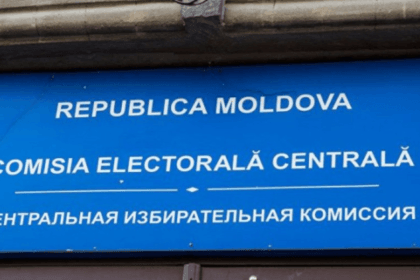 REPUBLICA MOLDOVA
COMISIA ELECTORALĂ CENTRALĂ
ЕНТРАЛЬНАЯ ИЗБИРАТЕЛЬНАЯ КОМИССИЯ